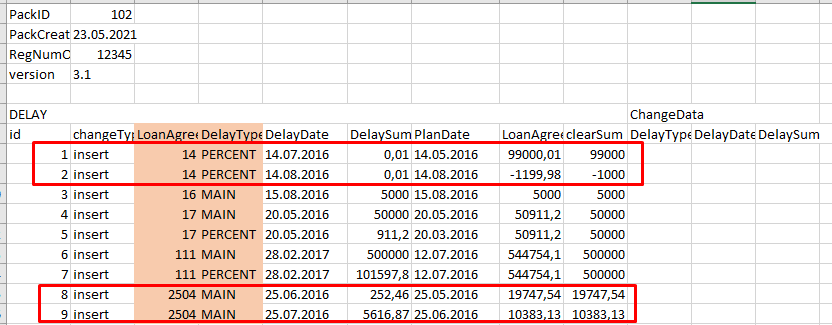 PackID 102
PackCreat 23.05.2021
RegNumC 12345
version 3.1
DELAY ChangeData
id changeTyp LoanAgree DelayType DelayDate DelaySum PlanDate LoanAgree clearSum DelayType DelayDate DelaySum
1 insert 14 PERCENT 14.07.2016 0,01 14.05.2016 99000,01 99000
2 insert 14 PERCENT 14.08.2016 0,01 14.08.2016 -1199,98 -1000
3 insert 16 MAIN 15.08.2016 5000 15.08.2016 5000 5000
4 insert 17 MAIN 20.05.2016 50000 20.05.2016 50911,2 50000
5 insert 17 PERCENT 20.05.2016 911,2 20.03.2016 50911,2 50000
6 insert 111 MAIN 28.02.2017 500000 12.07.2016 544754,1 500000
7 insert 111 PERCENT 28.02.2017 101597,8 12.07.2016 544754,1 500000
8 insert 2504 MAIN 25.06.2016 252,46 25.05.2016 19747,54 19747,54
9 insert 2504 MAIN 25.07.2016 5616,87 25.06.2016 10383,13 10383,13